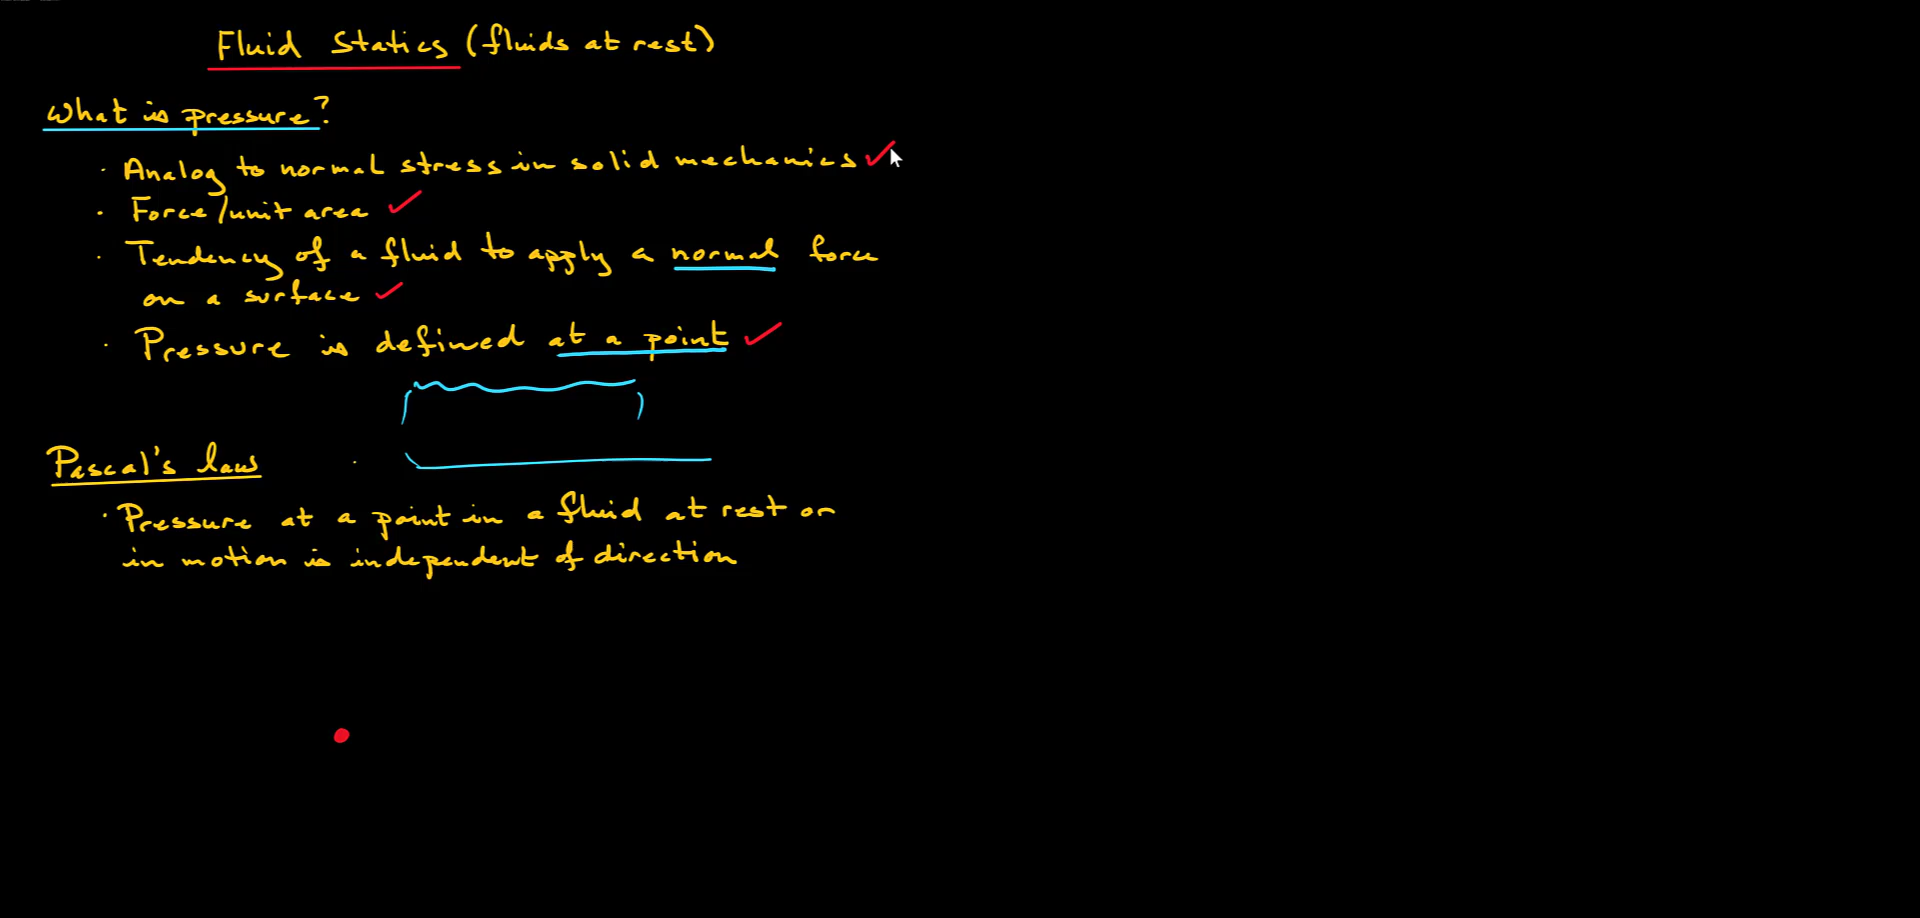 Fluid Statics (fluids at rest)
What is pressure?
· Analog to normal stress in solid mechanics ✓
· Force/unit area ✓
· Tendency of a fluid to apply a normal force
on a surface ✓
· Pressure is defined at a point ✓
Pascal's law
· Pressure at a point in a fluid at rest or
in motion is independent of direction